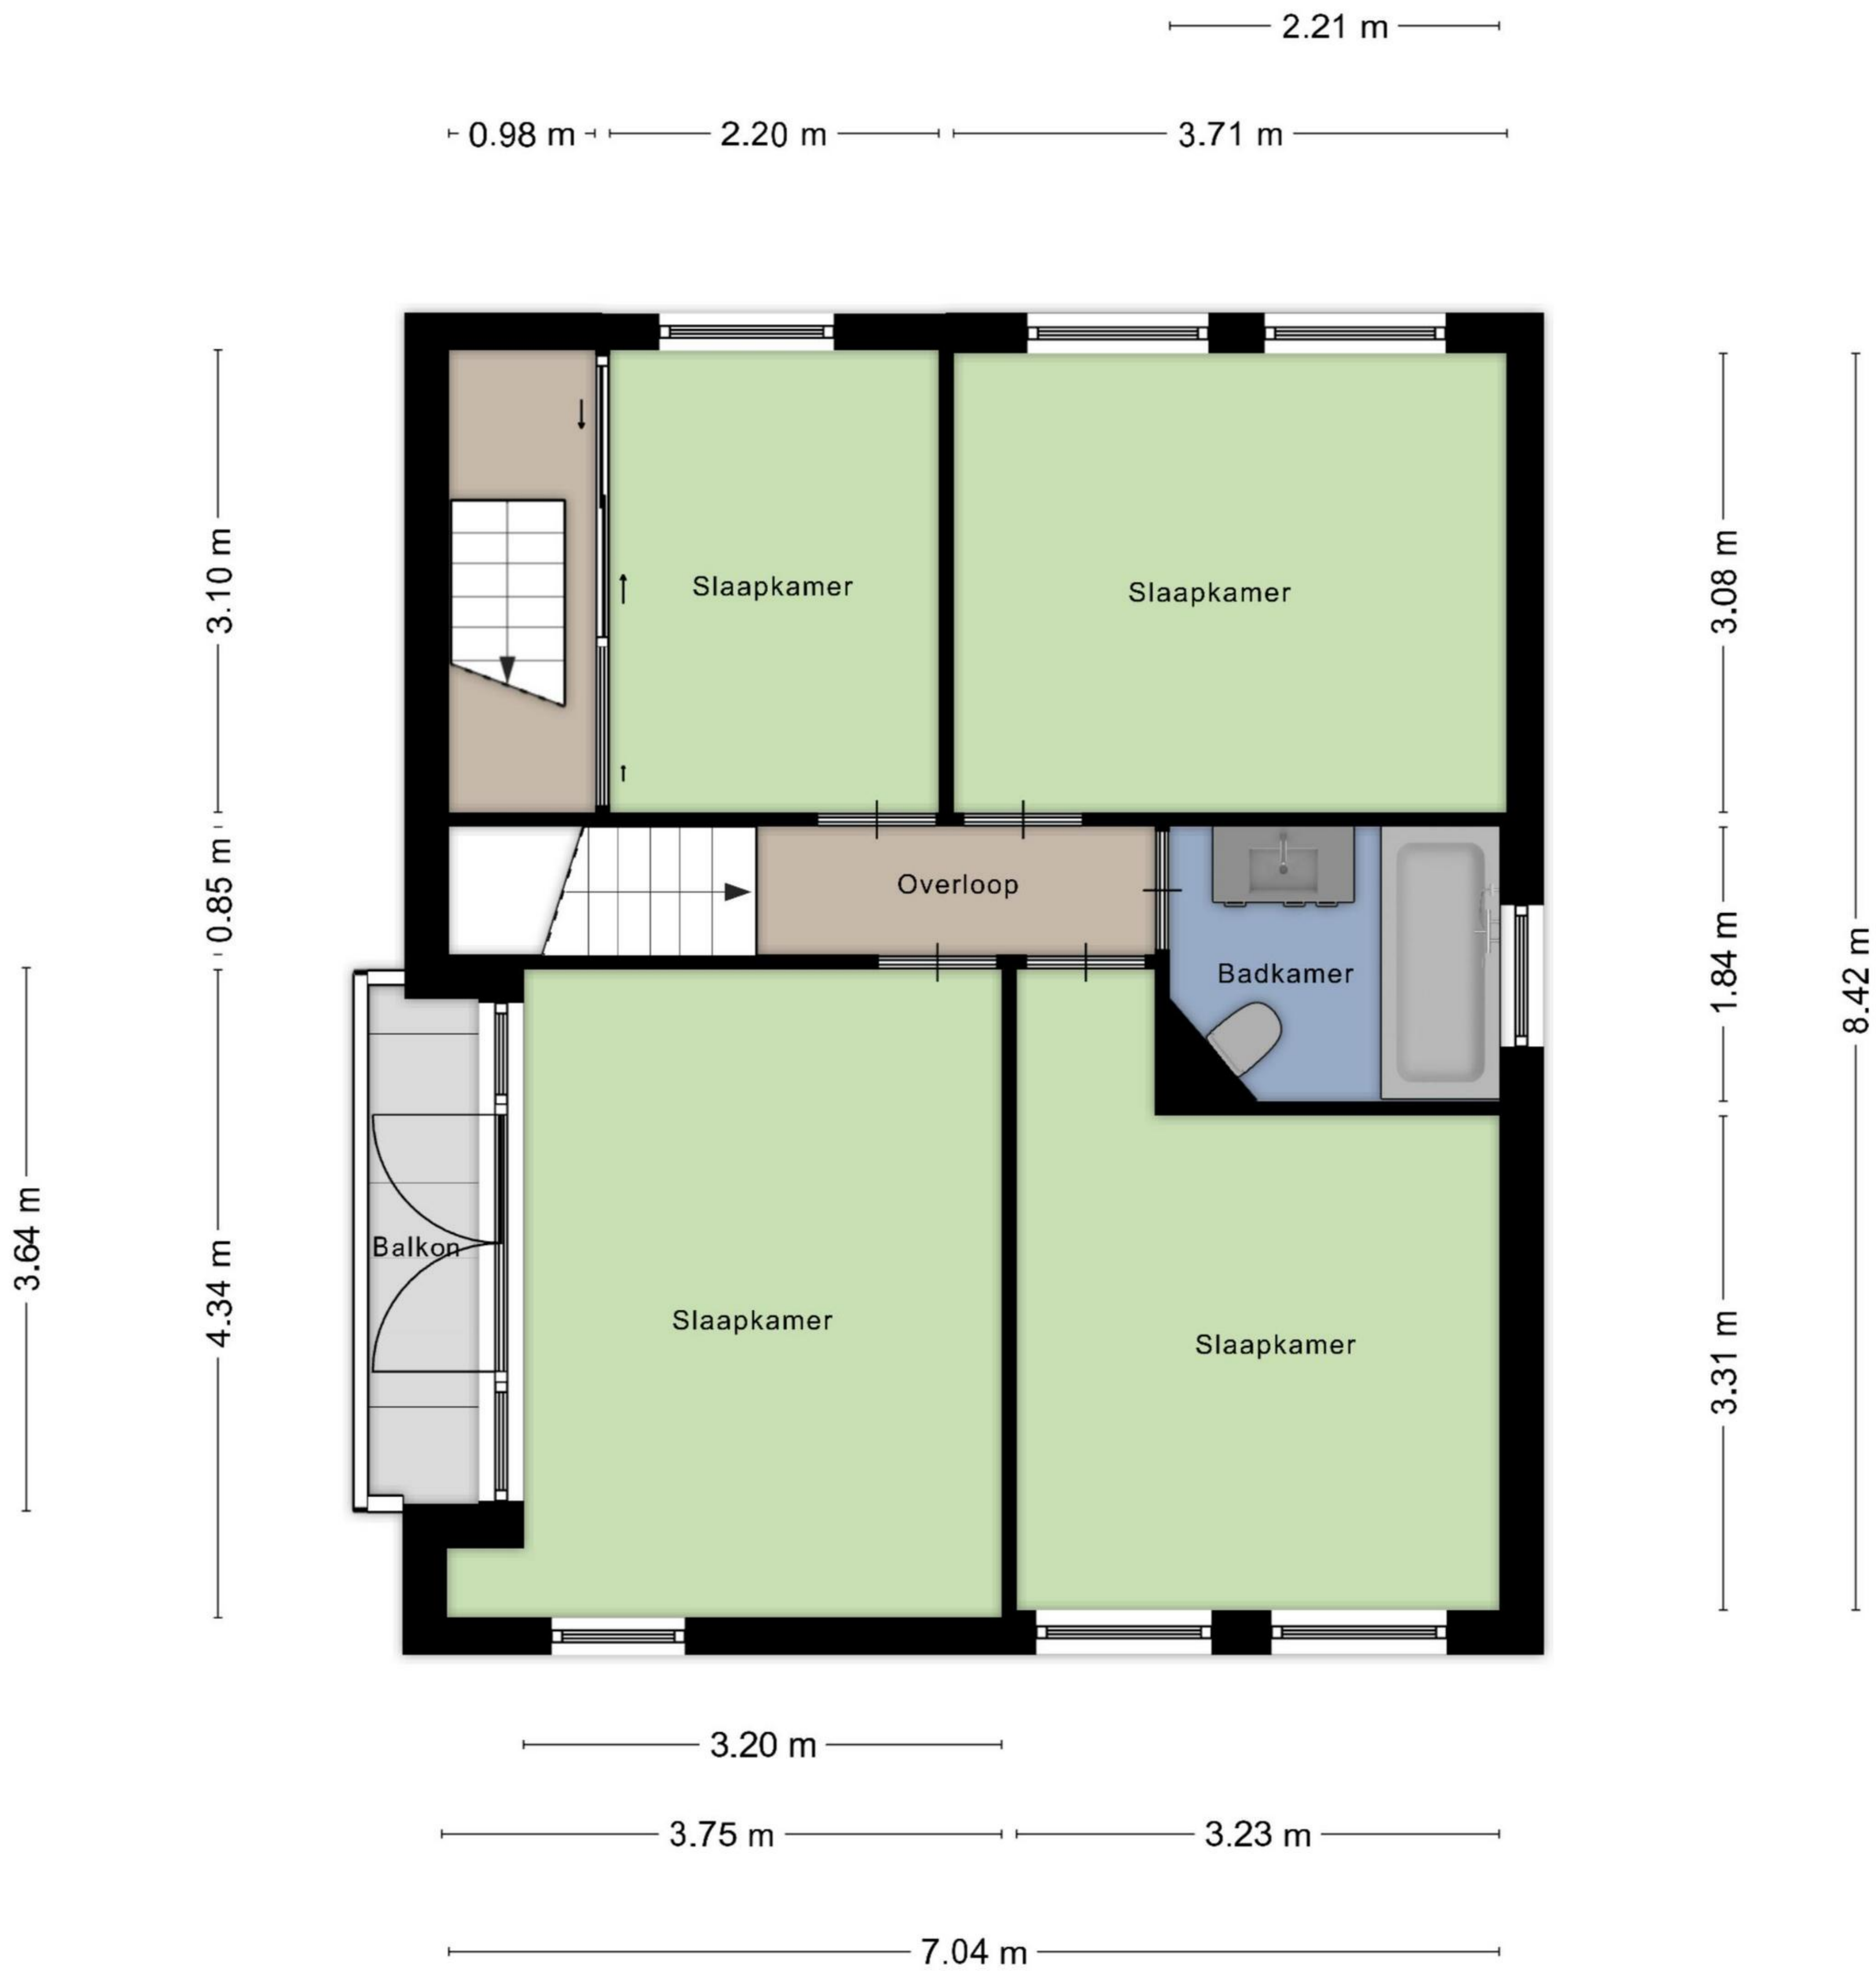 2.21 m
0.98 m
2.20 m
3.71 m
3.10 m
Slaapkamer
Slaapkamer
3.08 m
0.85 m
Overloop
Badkamer
1.84 m
8.42 m
3.64 m
4.34 m
Balkon
Slaapkamer
Slaapkamer
3.31 m
3.20 m
3.75 m
3.23 m
7.04 m